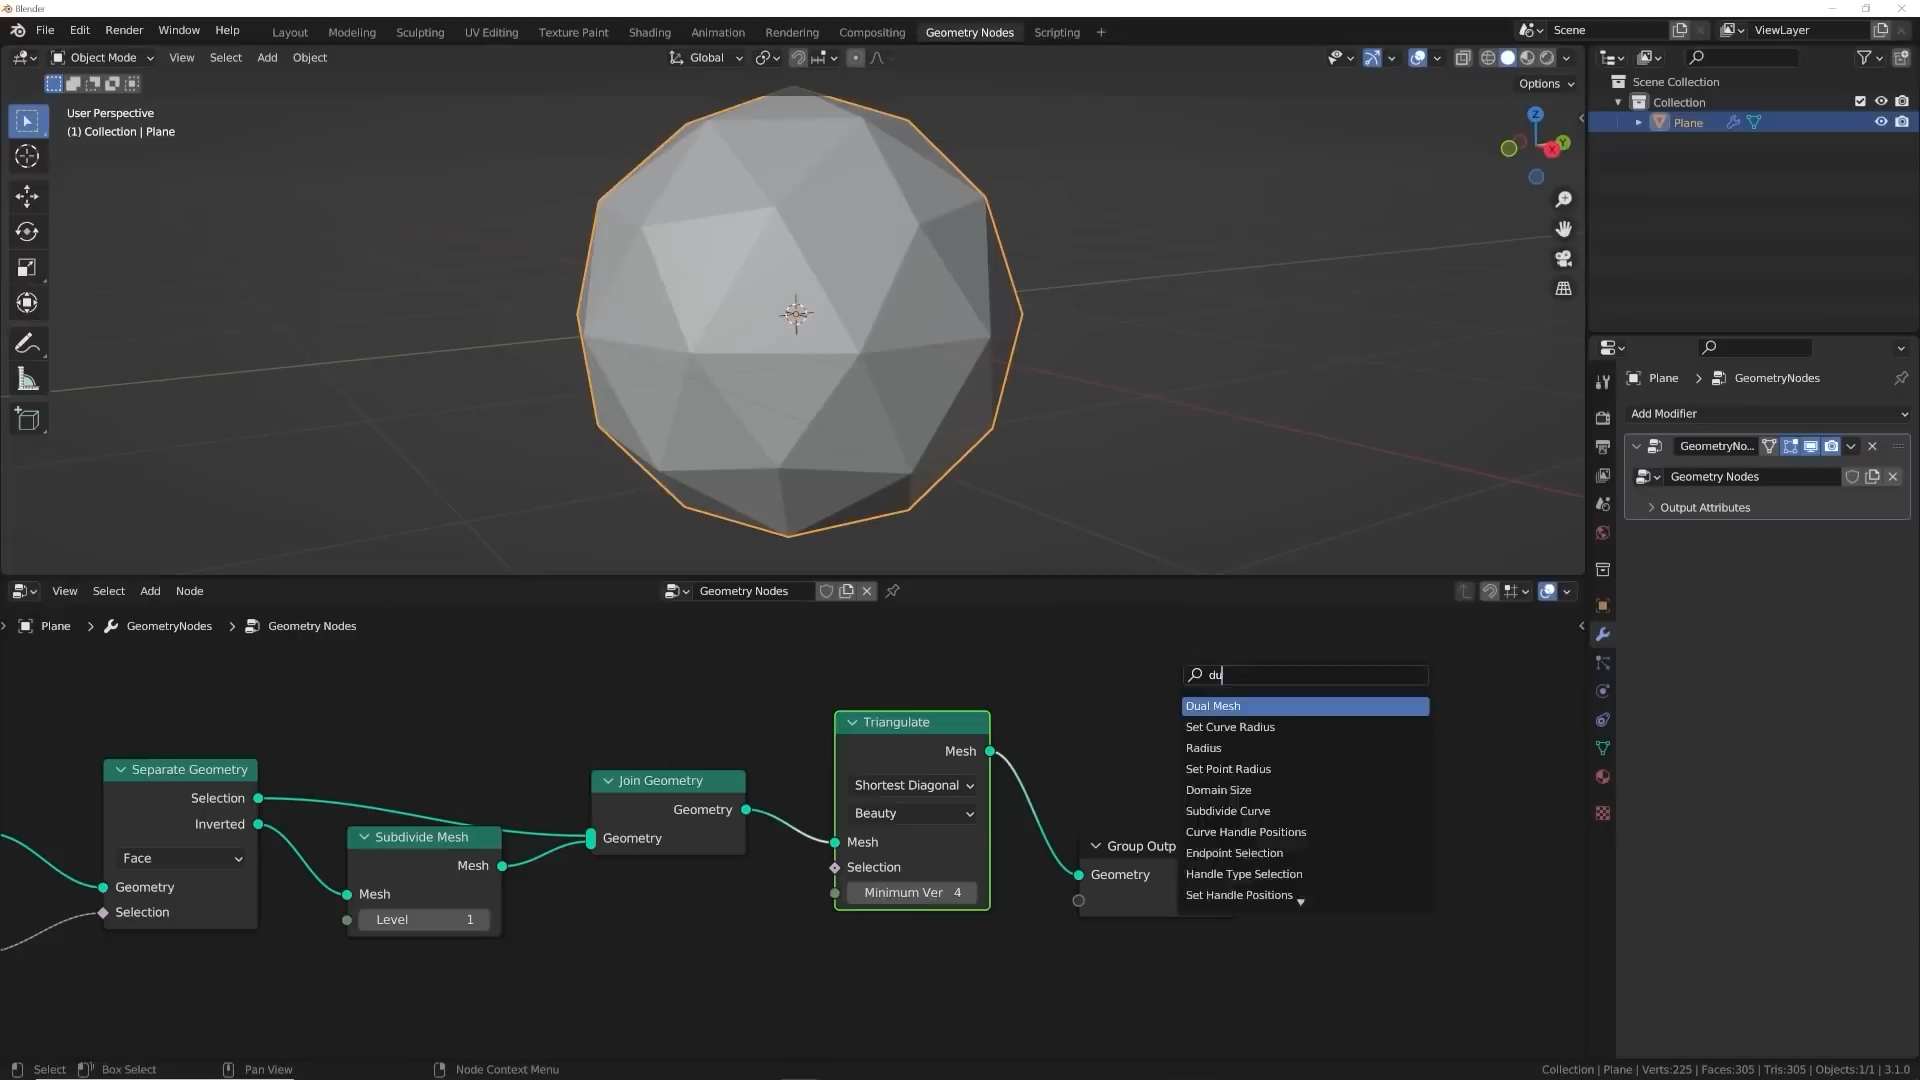 Blender
File Edit Render Window Help Layout Modeling Sculpting UV Editing Texture Paint Shading Animation Rendering Compositing Geometry Nodes Scripting + Scene ViewLayer
Object Mode View Select Add Object Global
Options
User Perspective
(1) Collection | Plane
Z
Y
X
Scene Collection
Collection
Plane
Plane > GeometryNodes
Add Modifier
GeometryNo...
Geometry Nodes
Output Attributes
View Select Add Node Geometry Nodes
Plane > GeometryNodes > Geometry Nodes
Separate Geometry
Selection
Inverted
Face
Geometry
Selection
Subdivide Mesh
Mesh
Mesh
Level 1
Join Geometry
Geometry
Geometry
Triangulate
Mesh
Shortest Diagonal
Beauty
Mesh
Selection
Minimum Ver 4
Group Outp
Geometry
du
Dual Mesh
Set Curve Radius
Radius
Set Point Radius
Domain Size
Subdivide Curve
Curve Handle Positions
Endpoint Selection
Handle Type Selection
Set Handle Positions
Select Box Select Pan View Node Context Menu Collection | Plane | Verts:225 | Faces:305 | Tris:305 | Objects:1/1 | 3.1.0